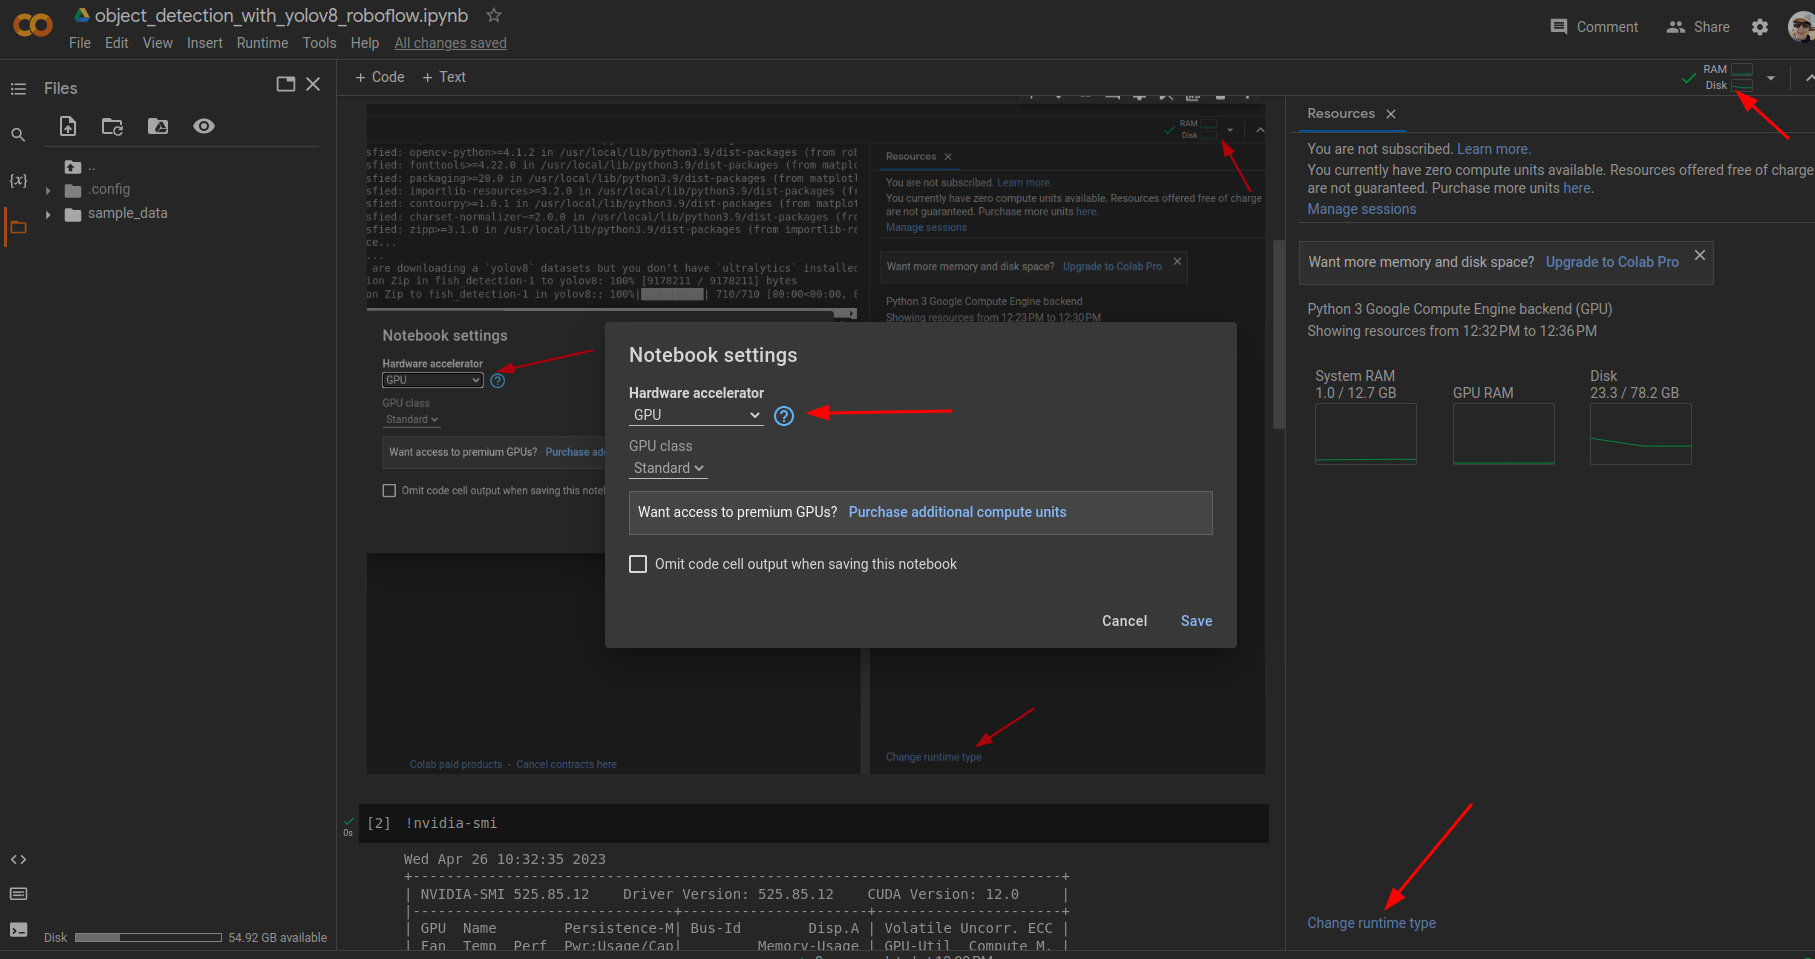 object_detection_with_yolov8_roboflow.ipynb
File Edit View Insert Runtime Tools Help All changes saved
Comment Share
Files
+ Code + Text
RAM
Disk
..
.config
sample_data
{x}
<>
Disk 54.92 GB available
RAM
Disk
sfied: opencv-python>=4.1.2 in /usr/local/lib/python3.9/dist-packages (from rob
sfied: fonttools>=4.22.0 in /usr/local/lib/python3.9/dist-packages (from matplo
sfied: packaging>=20.0 in /usr/local/lib/python3.9/dist-packages (from matplotl
sfied: importlib-resources>=3.2.0 in /usr/local/lib/python3.9/dist-packages (fr
sfied: contourpy>=1.0.1 in /usr/local/lib/python3.9/dist-packages (from matplot
sfied: charset-normalizer~=2.0.0 in /usr/local/lib/python3.9/dist-packages (fro
sfied: zipp>=3.1.0 in /usr/local/lib/python3.9/dist-packages (from importlib-re
ce...
...
are downloading a `yolov8` datasets but you don't have `ultralytics` installed
ion Zip to fish_detection-1 to yolov8: 100% [9178211 / 9178211] bytes
on Zip to fish_detection-1 in yolov8:: 100%| | 710/710 [00:00<00:00, 8
Resources
You are not subscribed. Learn more.
You currently have zero compute units available. Resources offered free of charge
are not guaranteed. Purchase more units here.
Manage sessions
Want more memory and disk space? Upgrade to Colab Pro
Python 3 Google Compute Engine backend
Showing resources from 12:23 PM to 12:30 PM
Notebook settings
Hardware accelerator
GPU
GPU class
Standard
Want access to premium GPUs? Purchase ad
Omit code cell output when saving this note
Colab paid products - Cancel contracts here
Change runtime type
Notebook settings
Hardware accelerator
GPU ?
GPU class
Standard
Want access to premium GPUs? Purchase additional compute units
Omit code cell output when saving this notebook
Cancel Save
0s
[2] !nvidia-smi
Wed Apr 26 10:32:35 2023
+-----------------------------------------------------------------------------+
| NVIDIA-SMI 525.85.12 Driver Version: 525.85.12 CUDA Version: 12.0 |
|-------------------------------+----------------------+----------------------+
| GPU Name Persistence-M| Bus-Id Disp.A | Volatile Uncorr. ECC |
| Fan Temp Perf Pwr:Usage/Cap| Memory-Usage | GPU-Util Compute M. |
Resources
You are not subscribed. Learn more.
You currently have zero compute units available. Resources offered free of charge
are not guaranteed. Purchase more units here.
Manage sessions
Want more memory and disk space? Upgrade to Colab Pro
Python 3 Google Compute Engine backend (GPU)
Showing resources from 12:32 PM to 12:36 PM
System RAM
1.0 / 12.7 GB
GPU RAM
Disk
23.3 / 78.2 GB
Change runtime type